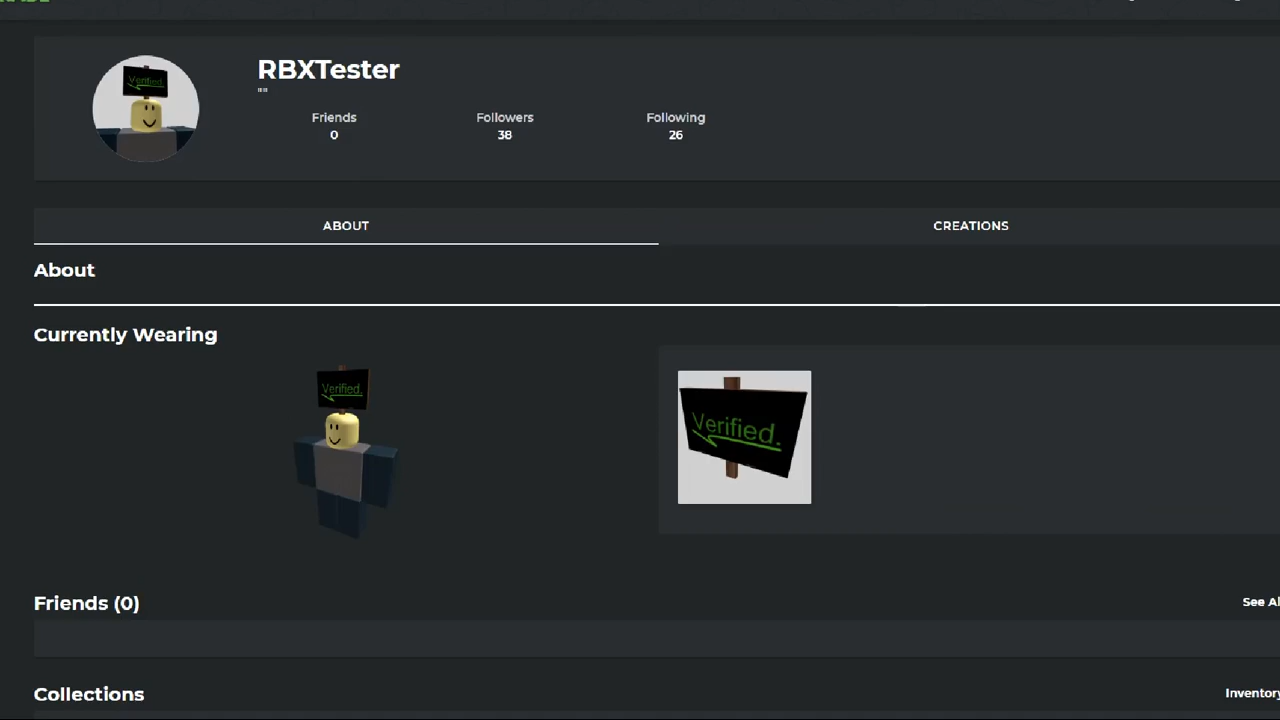 Verified.
RBXTester
""
Friends
Followers
Following
0
38
26
ABOUT
CREATIONS
About
Currently Wearing
Verified.
Verified.
Friends (0)
See Al
Collections
Inventory